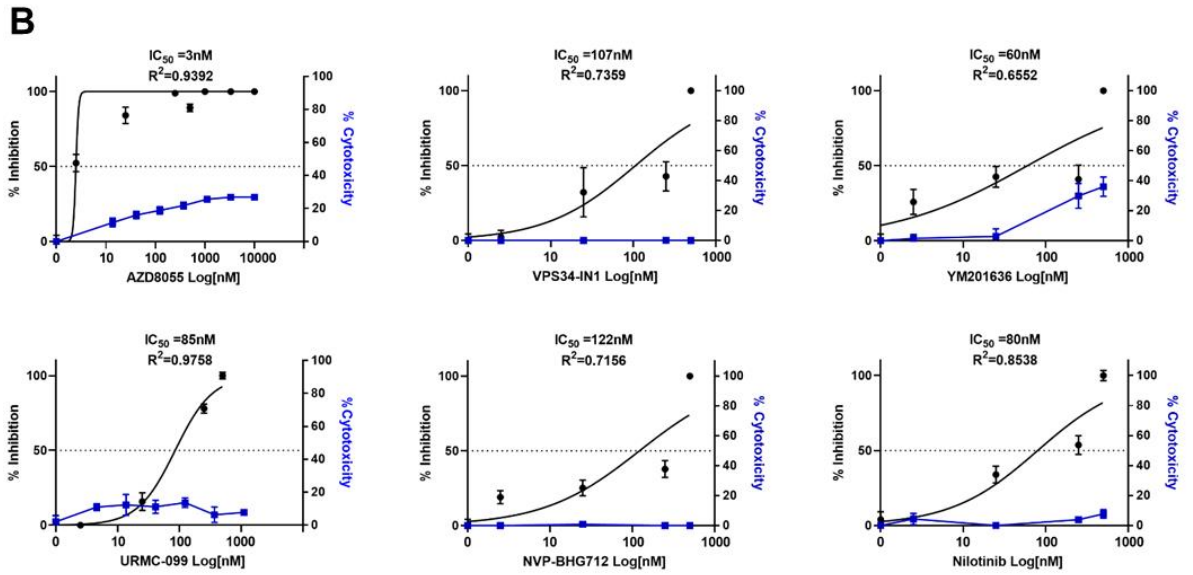 B
IC50 =3nM
R2=0.9392
% Inhibition
100
50
0
100
80
60
40
20
0
% Cytotoxicity
0 10 100 1000 10000
AZD8055 Log[nM]
IC50 =107nM
R2=0.7359
% Inhibition
100
50
0
100
80
60
40
20
0
% Cytotoxicity
0 10 100 1000
VPS34-IN1 Log[nM]
IC50 =60nM
R2=0.6552
% Inhibition
100
50
0
100
80
60
40
20
0
% Cytotoxicity
0 10 100 1000
YM201636 Log[nM]
IC50 =85nM
R2=0.9758
% Inhibition
100
50
0
100
80
60
40
20
0
%Cytotoxicity
0 10 100 1000
URMC-099 Log[nM]
IC50 =122nM
R2=0.7156
% Inhibition
100
50
0
100
80
60
40
20
0
% Cytotoxicity
0 10 100 1000
NVP-BHG712 Log[nM]
IC50 =80nM
R2=0.8538
% Inhibition
100
50
0
100
80
60
40
20
0
% Cytotoxicity
0 10 100 1000
Nilotinib Log[nM]